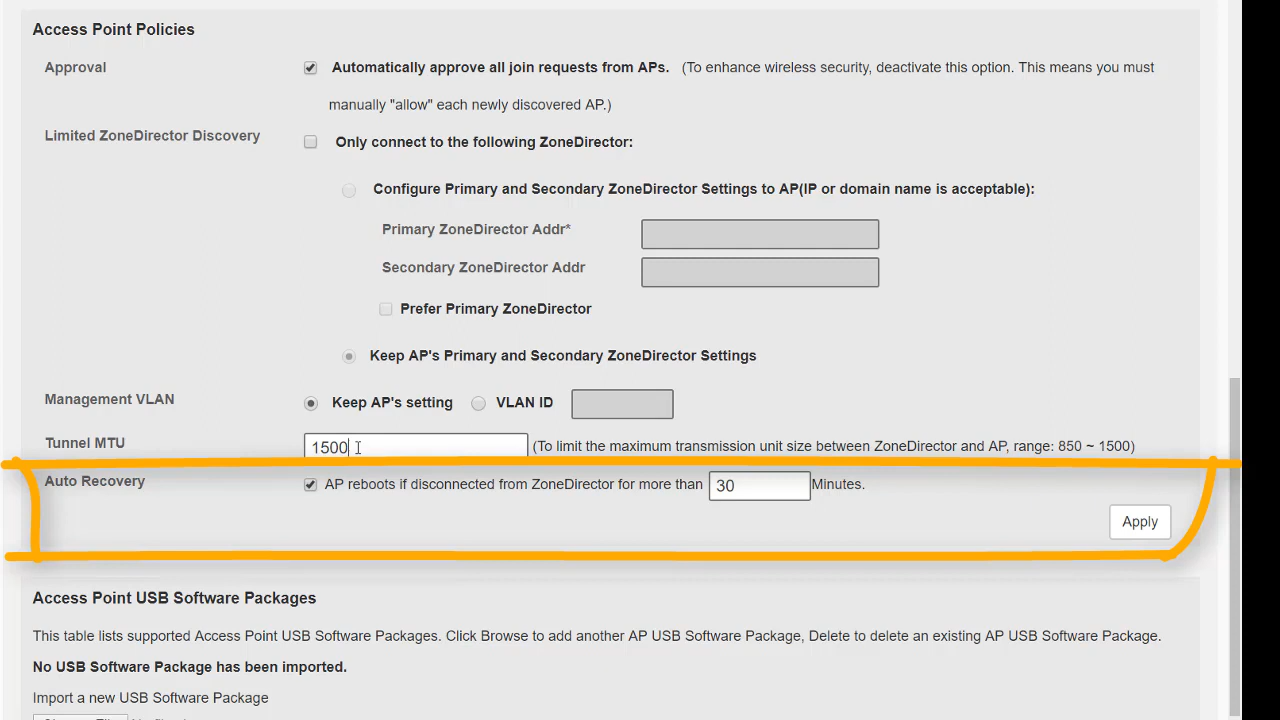 Access Point Policies
Approval
Automatically approve all join requests from APs. (To enhance wireless security, deactivate this option. This means you must
manually "allow" each newly discovered AP.)
Limited ZoneDirector Discovery
Only connect to the following ZoneDirector:
Configure Primary and Secondary ZoneDirector Settings to AP(IP or domain name is acceptable):
Primary ZoneDirector Addr*
Secondary ZoneDirector Addr
Prefer Primary ZoneDirector
Keep AP's Primary and Secondary ZoneDirector Settings
Management VLAN
Keep AP's setting VLAN ID
Tunnel MTU
1500 (To limit the maximum transmission unit size between ZoneDirector and AP, range: 850 ~ 1500)
Auto Recovery
AP reboots if disconnected from ZoneDirector for more than 30 Minutes.
Apply
Access Point USB Software Packages
This table lists supported Access Point USB Software Packages. Click Browse to add another AP USB Software Package, Delete to delete an existing AP USB Software Package.
No USB Software Package has been imported.
Import a new USB Software Package